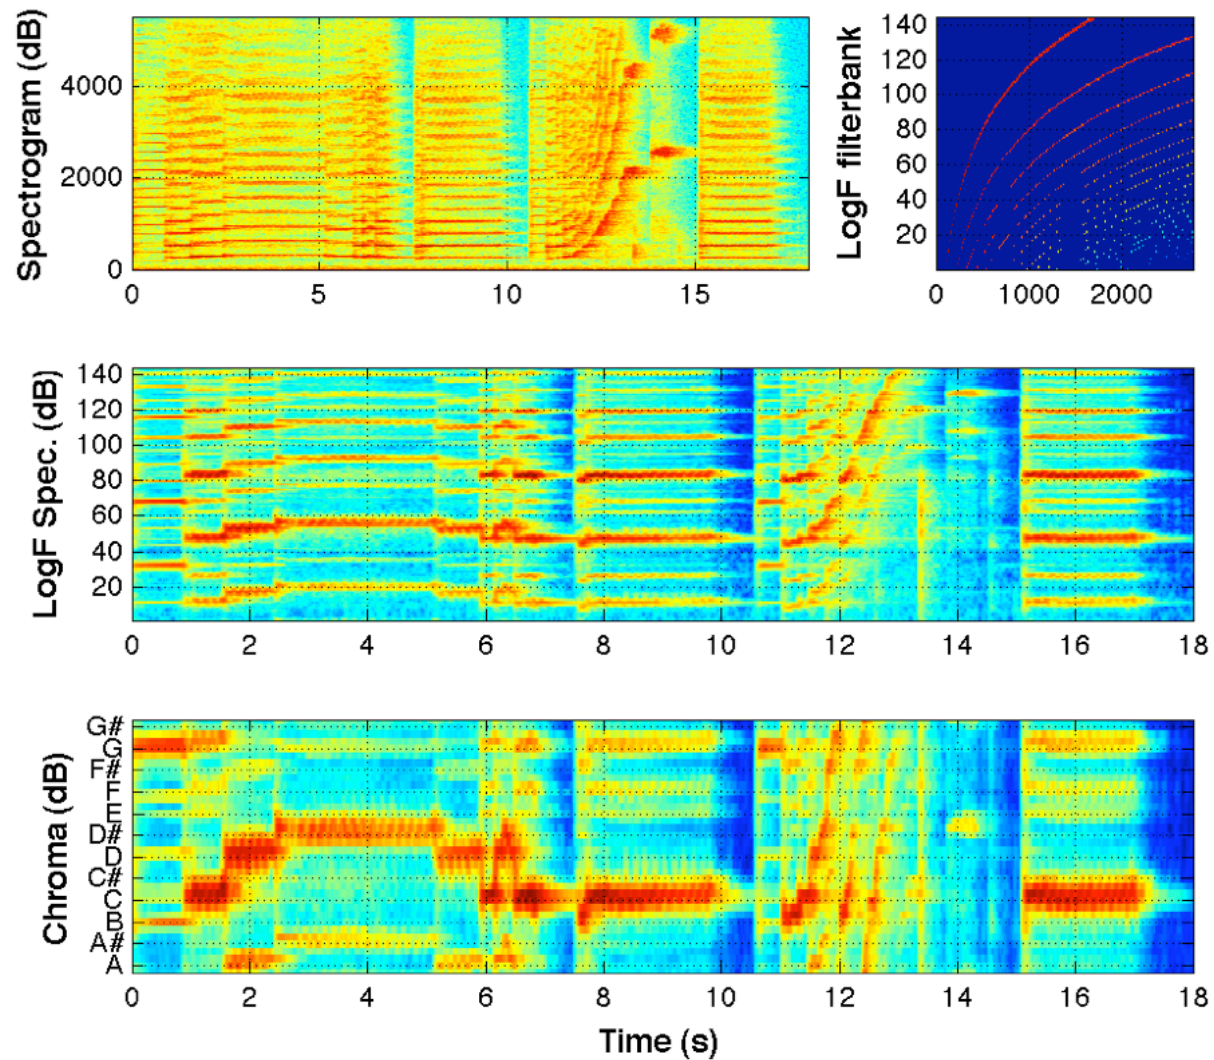 Spectrogram (dB)
4000
2000
0
0
5
10
15
LogF filterbank
140
120
100
80
60
40
20
0
1000
2000
LogF Spec. (dB)
140
120
100
80
60
40
20
0
2
4
6
8
10
12
14
16
18
Chroma (dB)
G#
G
F#
F
E
D#
D
C#
C
B
A#
A
0
2
4
6
8
10
12
14
16
18
Time (s)